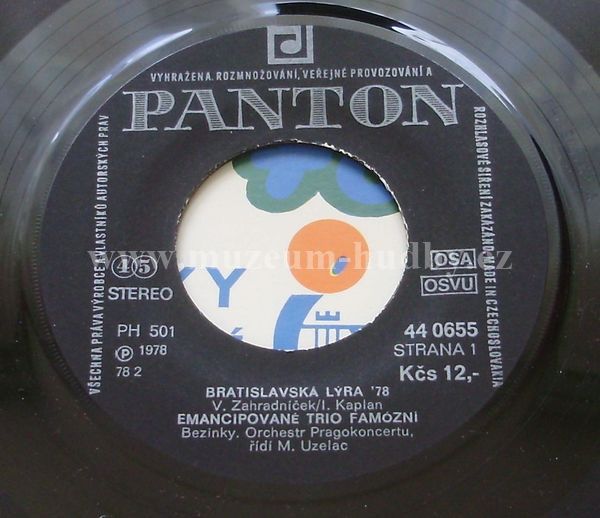 VYHRAŽENA. ROZMNOŽOVÁNÍ, VEŘEJNÉ PROVOZOVÁNÍ A
PANTON
VŠECHNA PRÁVA VÝROBCE I VLASTNÍKŮ AUTORSKÝCH PRÁV
ROZHLASOVÉ ŠÍŘENÍ ZAKÁZÁNO MADE IN CZECHOSLOVAKIA
www.muzeum-hudby.cz
45
STEREO
OSA
OSVU
KY
PH 501
℗ 1978
78 2
44 0655
STRANA 1
Kčs 12,-
BRATISLAVSKÁ LÝRA '78
V. Zahradníček/I. Kaplan
EMANCIPOVANÉ TRIO FAMÓZNÍ
Bezinky. Orchestr Pragokoncertu,
řídí M. Uzelac